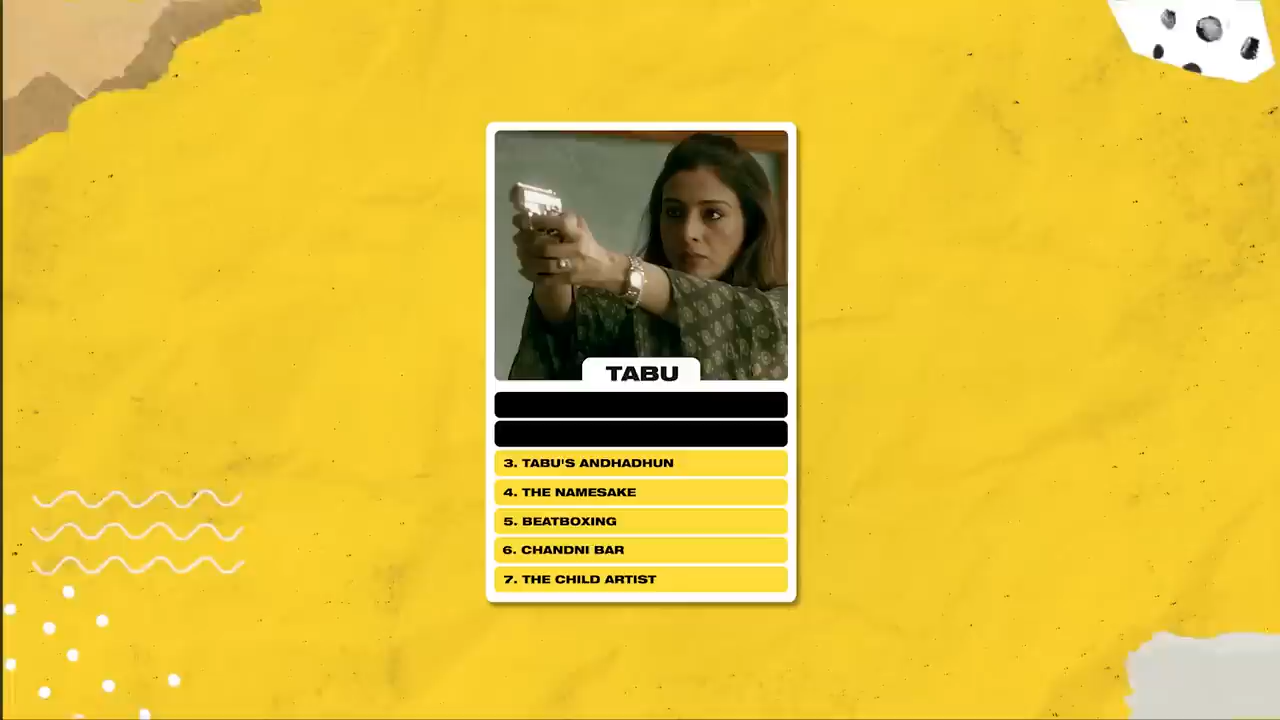 TABU
3. TABU'S ANDHADHUN
4. THE NAMESAKE
5. BEATBOXING
6. CHANDNI BAR
7. THE CHILD ARTIST